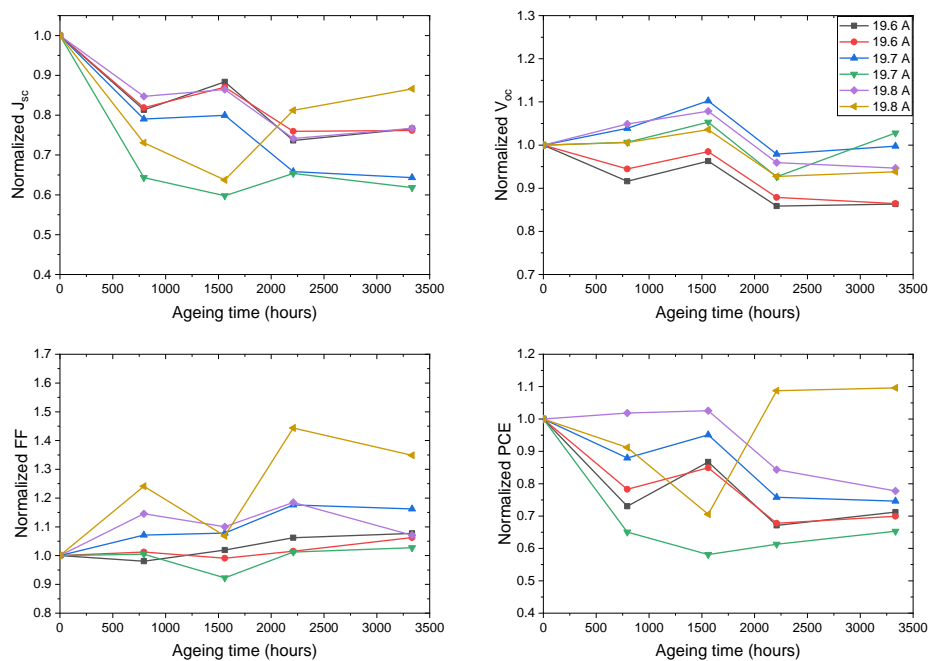 1.0
0.9
0.8
0.7
0.6
0.5
0.4
Normalized Jsc
0 500 1000 1500 2000 2500 3000 3500
Ageing time (hours)
1.3
1.2
1.1
1.0
0.9
0.8
0.7
Normalized Voc
0 500 1000 1500 2000 2500 3000 3500
Ageing time (hours)
19.6 A
19.6 A
19.7 A
19.7 A
19.8 A
19.8 A
1.7
1.6
1.5
1.4
1.3
1.2
1.1
1.0
0.9
0.8
Normalized FF
0 500 1000 1500 2000 2500 3000 3500
Ageing time (hours)
1.2
1.1
1.0
0.9
0.8
0.7
0.6
0.5
0.4
Normalized PCE
0 500 1000 1500 2000 2500 3000 3500
Ageing time (hours)